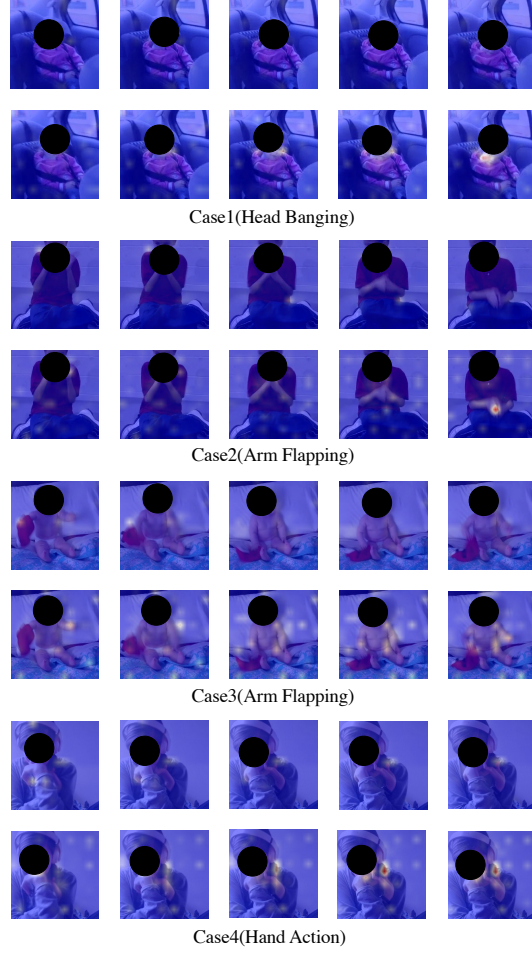 Case1(Head Banging)
Case2(Arm Flapping)
Case3(Arm Flapping)
Case4(Hand Action)